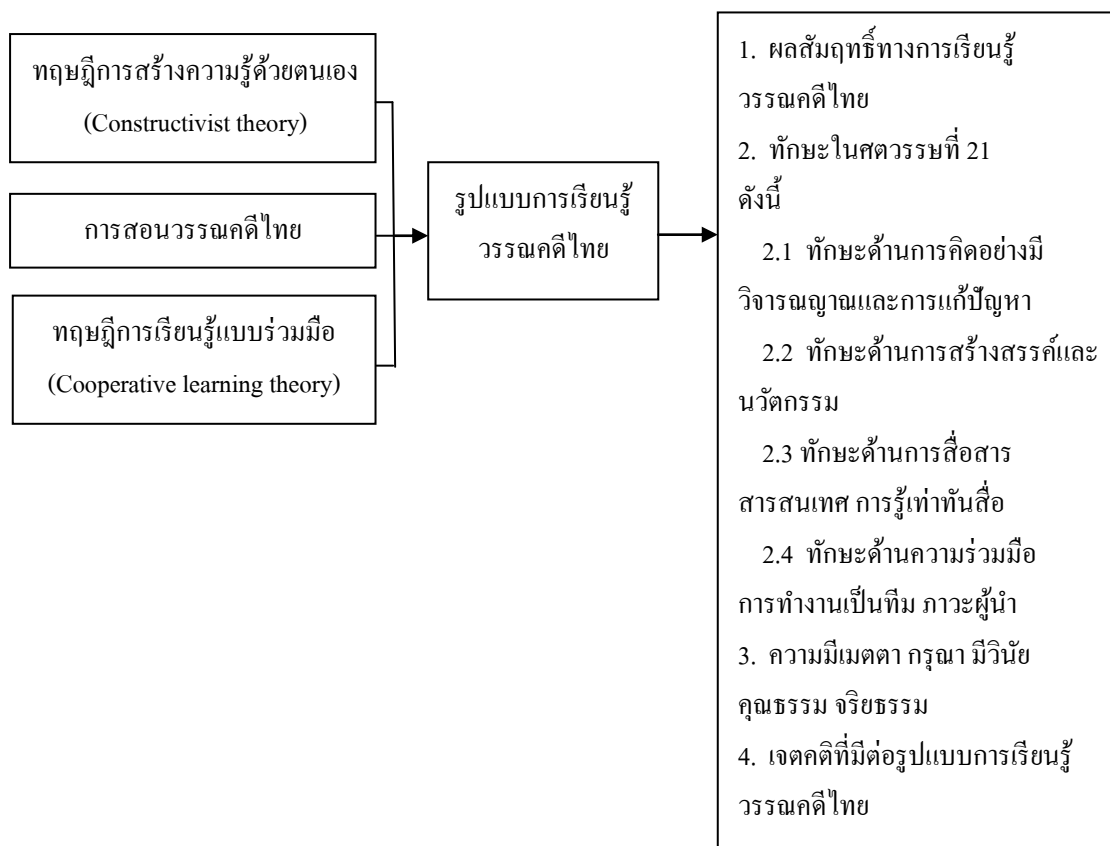 ทฤษฎีการสร้างความรู้ด้วยตนเอง
(Constructivist theory)
การสอนวรรณคดีไทย
ทฤษฎีการเรียนรู้แบบร่วมมือ
(Cooperative learning theory)
รูปแบบการเรียนรู้
วรรณคดีไทย
1. ผลสัมฤทธิ์ทางการเรียนรู้
วรรณคดีไทย
2. ทักษะในศตวรรษที่ 21
ดังนี้
2.1 ทักษะด้านการคิดอย่างมี
วิจารณญาณและการแก้ปัญหา
2.2 ทักษะด้านการสร้างสรรค์และ
นวัตกรรม
2.3 ทักษะด้านการสื่อสาร
สารสนเทศ การรู้เท่าทันสื่อ
2.4 ทักษะด้านความร่วมมือ
การทำงานเป็นทีม ภาวะผู้นำ
3. ความมีเมตตา กรุณา มีวินัย
คุณธรรม จริยธรรม
4. เจตคติที่มีต่อรูปแบบการเรียนรู้
วรรณคดีไทย